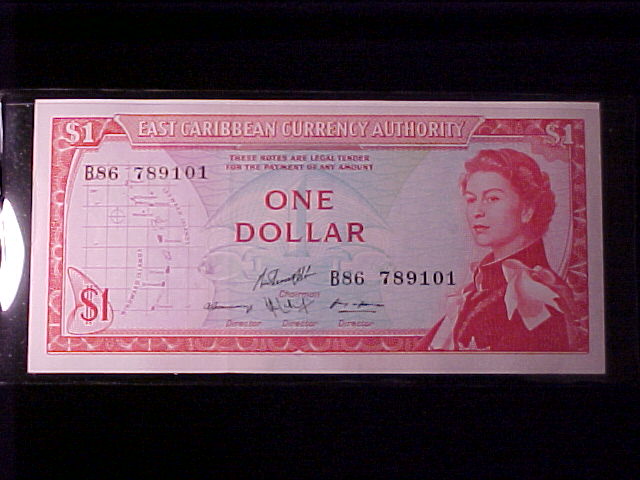 $1 EAST CARIBBEAN CURRENCY AUTHORITY $1
THESE NOTES ARE LEGAL TENDER
FOR THE PAYMENT OF ANY AMOUNT
B86 789101
ONE
DOLLAR
B86 789101
Chairman
$1
Director Director Director